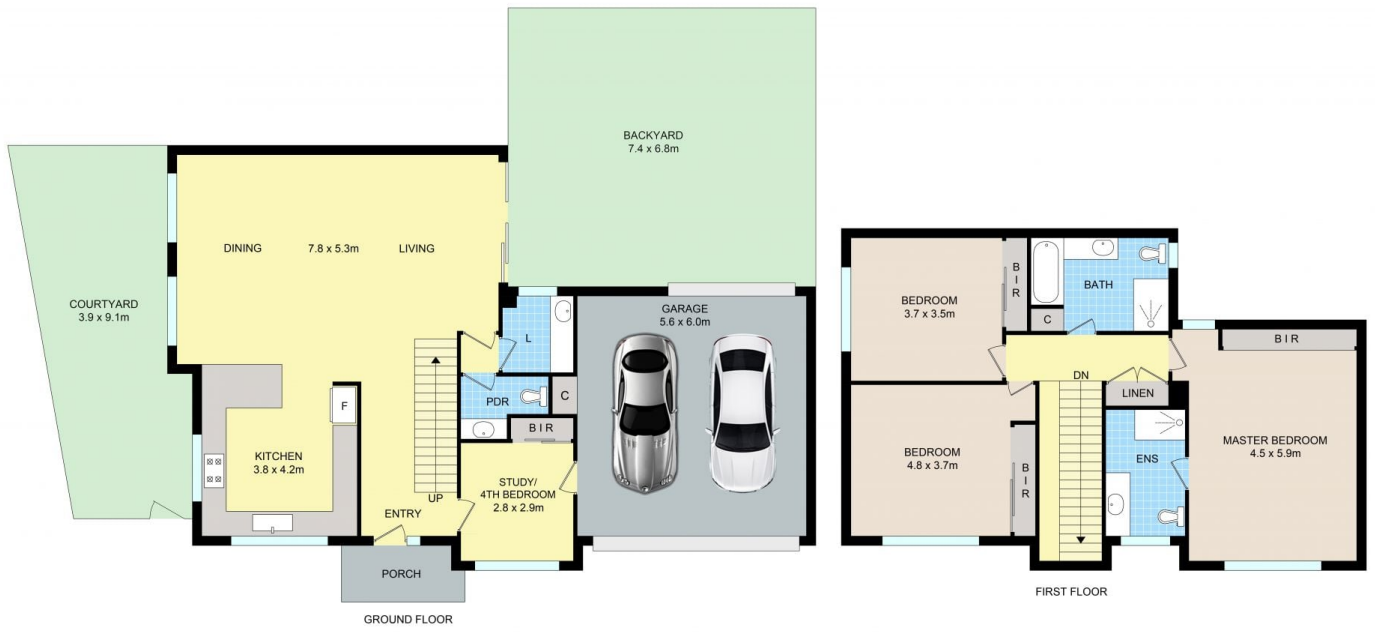 BACKYARD
7.4 x 6.8m
DINING
7.8 x 5.3m
LIVING
COURTYARD
3.9 x 9.1m
GARAGE
5.6 x 6.0m
L
PDR
C
B I R
F
KITCHEN
3.8 x 4.2m
STUDY/
4TH BEDROOM
2.8 x 2.9m
UP
ENTRY
PORCH
GROUND FLOOR
BEDROOM
3.7 x 3.5m
B I R
BATH
C
B I R
DN
LINEN
BEDROOM
4.8 x 3.7m
B I R
ENS
MASTER BEDROOM
4.5 x 5.9m
FIRST FLOOR